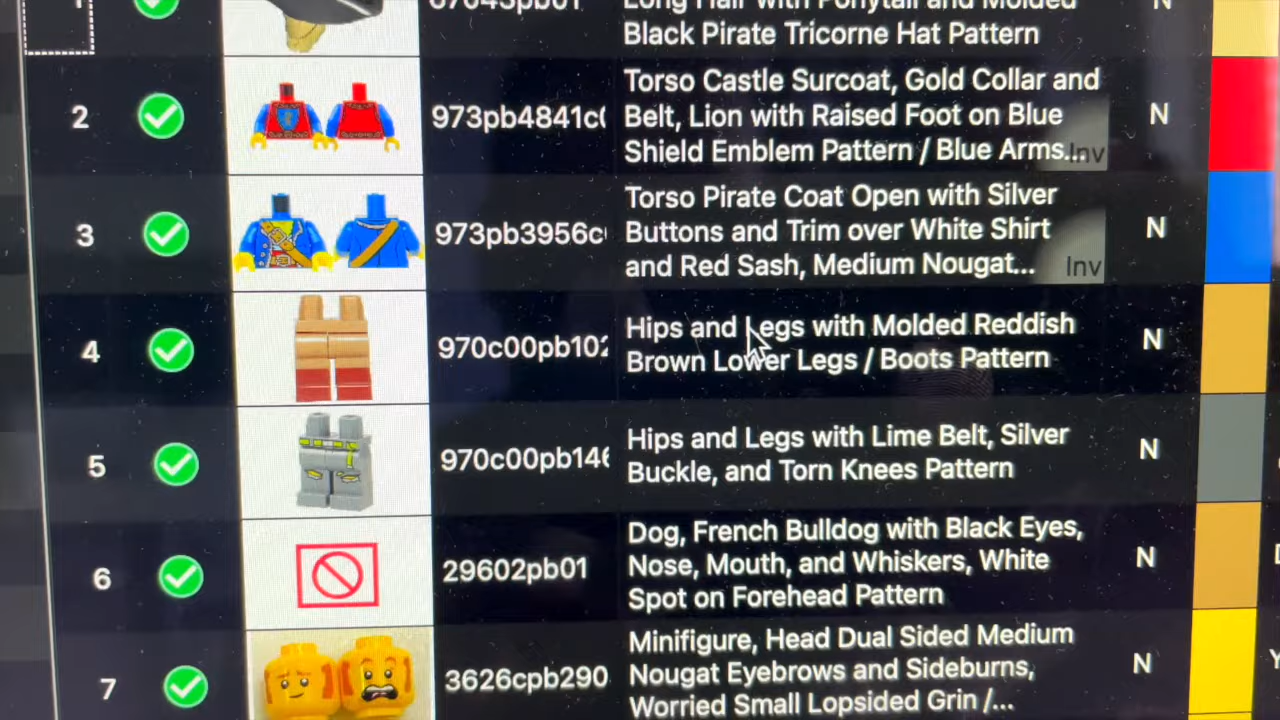 Long Hair with Ponytail and Molded
Black Pirate Tricorne Hat Pattern
N
2
973pb4841c
Torso Castle Surcoat, Gold Collar and
Belt, Lion with Raised Foot on Blue
Shield Emblem Pattern / Blue Arms...
Inv
N
3
973pb3956c
Torso Pirate Coat Open with Silver
Buttons and Trim over White Shirt
and Red Sash, Medium Nougat...
Inv
N
4
970c00pb102
Hips and Legs with Molded Reddish
Brown Lower Legs / Boots Pattern
N
5
970c00pb146
Hips and Legs with Lime Belt, Silver
Buckle, and Torn Knees Pattern
N
6
29602pb01
Dog, French Bulldog with Black Eyes,
Nose, Mouth, and Whiskers, White
Spot on Forehead Pattern
N
7
3626cpb290
Minifigure, Head Dual Sided Medium
Nougat Eyebrows and Sideburns,
Worried Small Lopsided Grin /...
N